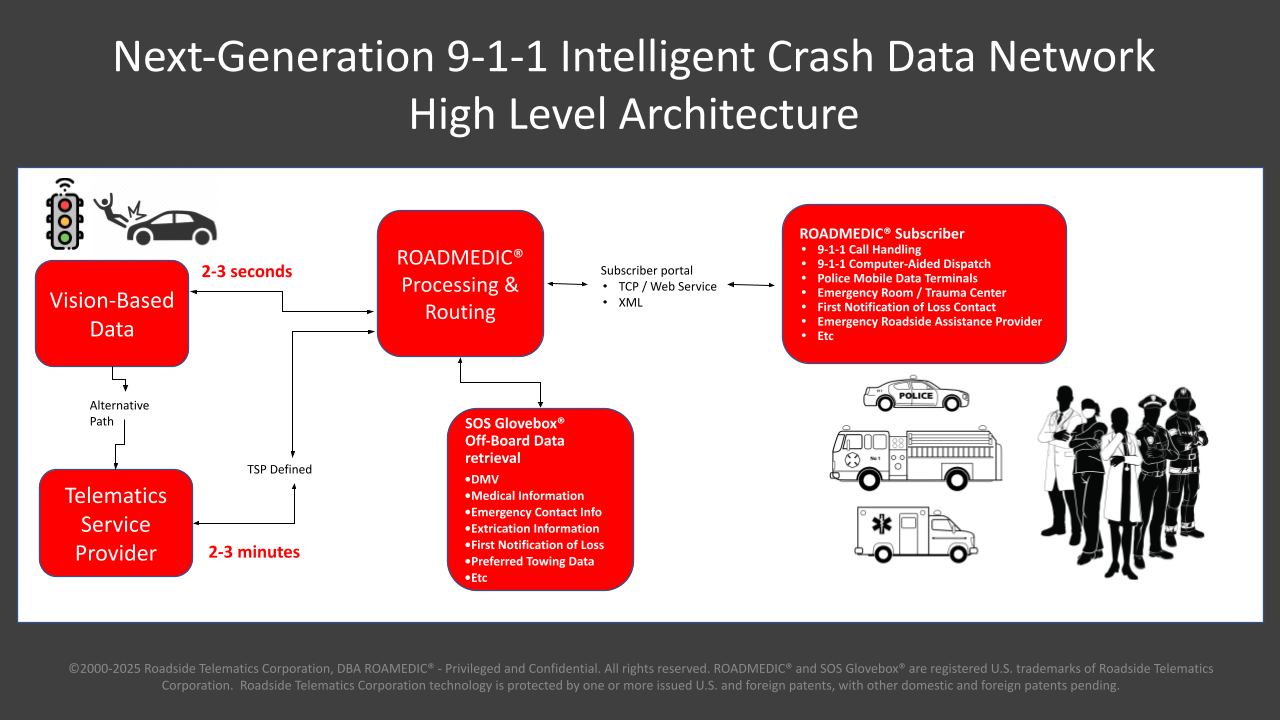 Next-Generation 9-1-1 Intelligent Crash Data Network
High Level Architecture
2-3 seconds
Vision-Based
Data
ROADMEDIC®
Processing &
Routing
Subscriber portal
• TCP / Web Service
• XML
ROADMEDIC® Subscriber
• 9-1-1 Call Handling
• 9-1-1 Computer-Aided Dispatch
• Police Mobile Data Terminals
• Emergency Room / Trauma Center
• First Notification of Loss Contact
• Emergency Roadside Assistance Provider
• Etc
Alternative
Path
TSP Defined
Telematics
Service
Provider
2-3 minutes
SOS Glovebox®
Off-Board Data
retrieval
•DMV
•Medical Information
•Emergency Contact Info
•Extrication Information
•First Notification of Loss
•Preferred Towing Data
•Etc
POLICE
No 1
©2000-2025 Roadside Telematics Corporation, DBA ROAMEDIC® - Privileged and Confidential. All rights reserved. ROADMEDIC® and SOS Glovebox® are registered U.S. trademarks of Roadside Telematics
Corporation. Roadside Telematics Corporation technology is protected by one or more issued U.S. and foreign patents, with other domestic and foreign patents pending.